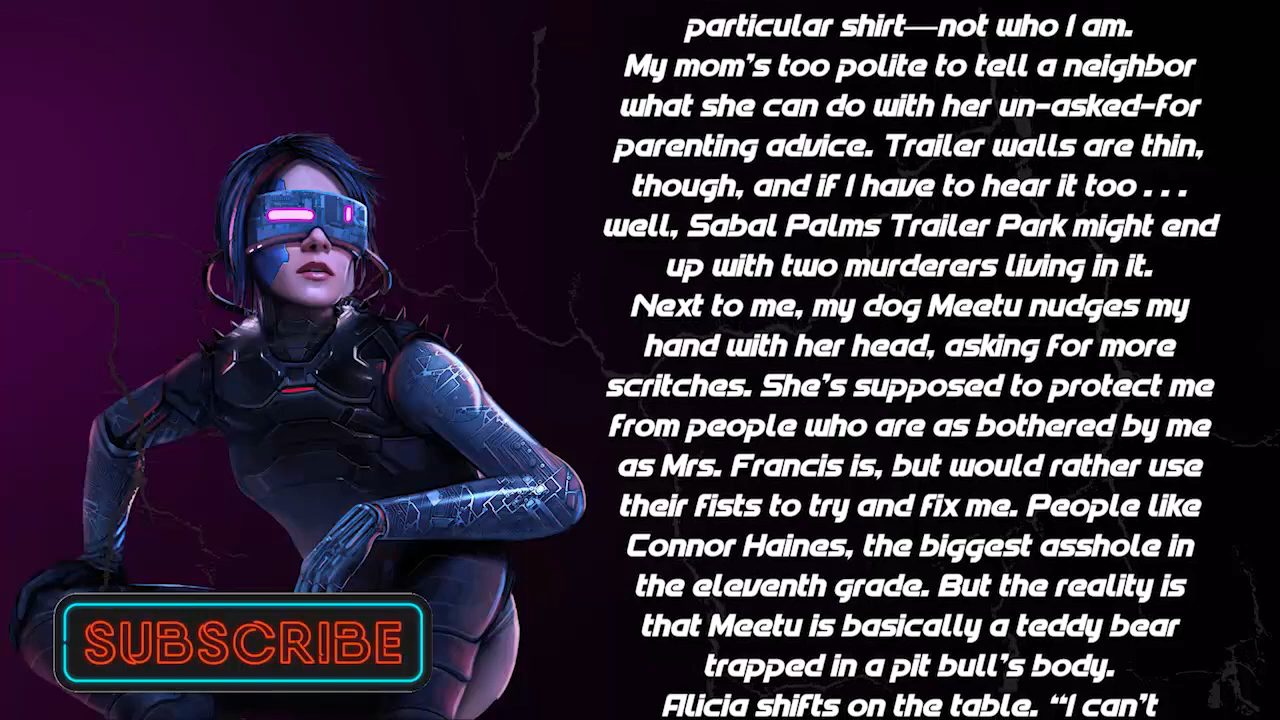 particular shirt—not who I am.
My mom's too polite to tell a neighbor
what she can do with her un-asked-for
parenting advice. Trailer walls are thin,
though, and if I have to hear it too . . .
well, Sabal Palms Trailer Park might end
up with two murderers living in it.
Next to me, my dog Meetu nudges my
hand with her head, asking for more
scritches. She's supposed to protect me
from people who are as bothered by me
as Mrs. Francis is, but would rather use
their fists to try and fix me. People like
Connor Haines, the biggest asshole in
the eleventh grade. But the reality is
that Meetu is basically a teddy bear
trapped in a pit bull's body.
Alicia shifts on the table. “I can't
SUBSCRIBE